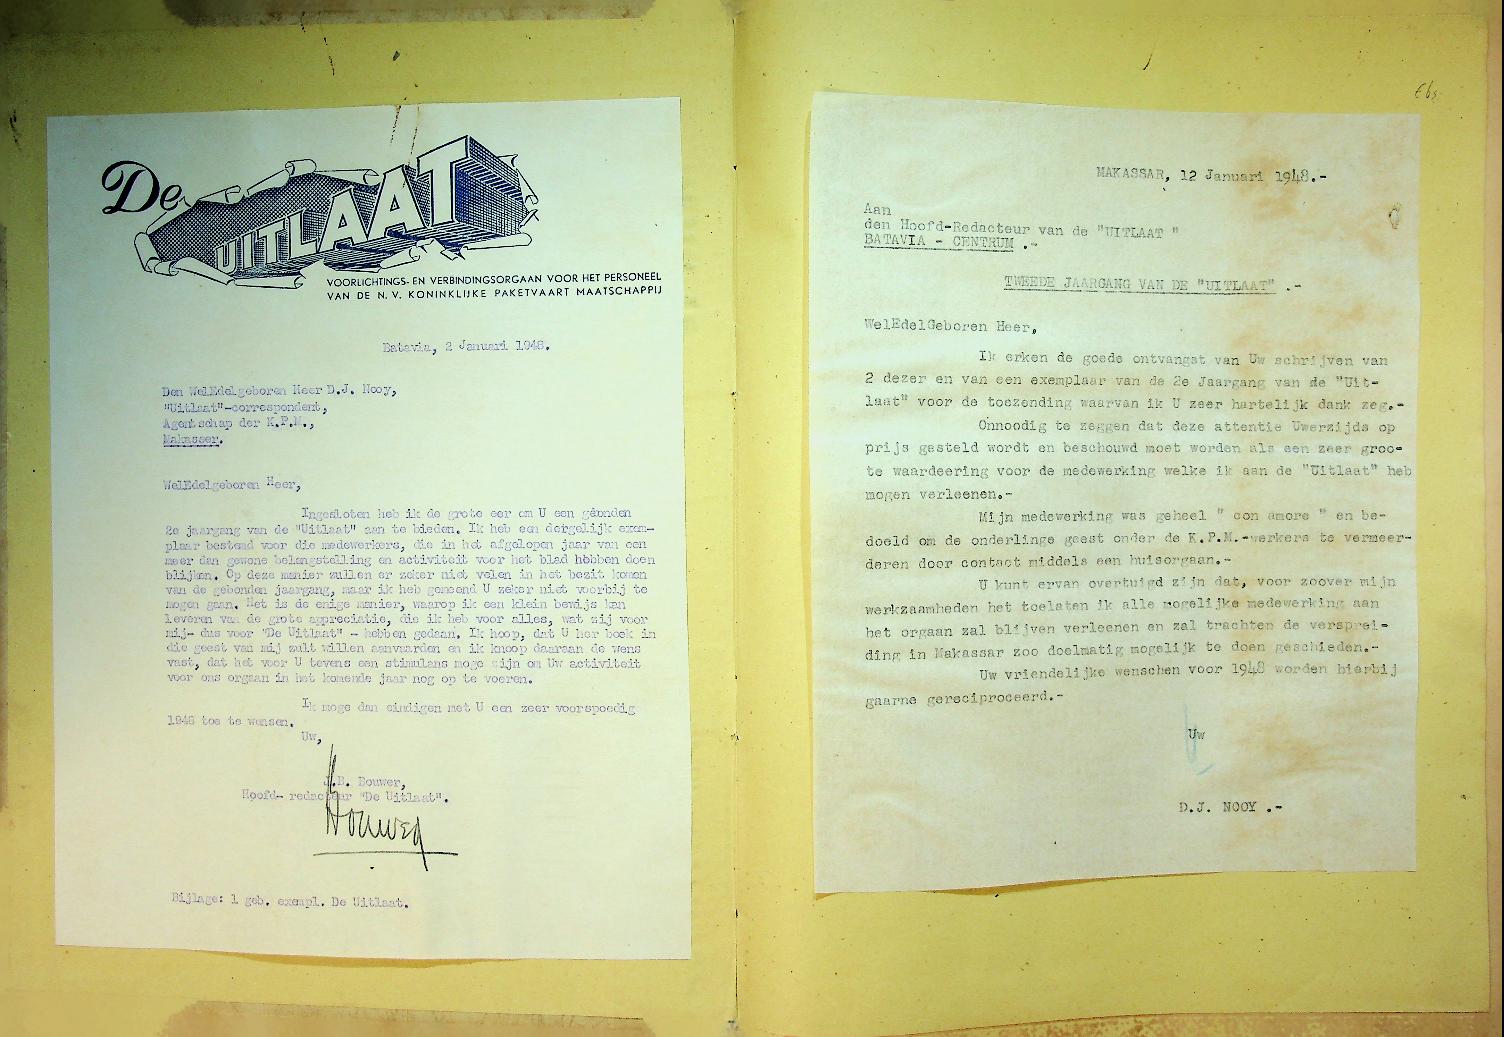 De UITLAAT
VOORLICHTINGS- EN VERBINDINGSORGAAN VOOR HET PERSONEEL
VAN DE N.V. KONINKLIJKE PAKETVAART MAATSCHAPPIJ
Batavia, 2 Januari 1948.
Den WelEdelgeboren Heer D.J. Nooy,
"Uitlaat"-correspondent,
Agentschap der K.P.M.,
Makasser.
WelEdelgeboren Heer,
Ingesloten heb ik de grote eer om U een gebonden
2e jaargang van de "Uitlaat" aan te bieden. Ik heb een dergelijk exem-
plaar bestemd voor die medewerkers, die in het afgelopen jaar van een
meer dan gewone belangstelling en activiteit voor het blad hebben doen
blijken. Op deze manier zullen er zeker niet velen in het bezit komen
van de gebonden jaargang, maar ik heb gemeend U zeker niet voorbij te
mogen gaan. Het is de enige manier, waarop ik een klein bewijs kan
leveren van de grote appreciatie, die ik heb voor alles, wat zij voor
mij- dus voor "De Uitlaat" - hebben gedaan. Ik hoop, dat U her boek in
die geest van mij zult willen aanvaarden en ik knoop daaraan de wens
vast, dat het voor U tevens een stimulans moge zijn om Uw activiteit
voor ons orgaan in het komende jaar nog op te voeren.
Ik moge dan eindigen met U een zeer voorspoedig
1948 toe te wensen.
Uw,
J.B. Bouwer,
Hoofd- redacteur "De Uitlaat".
Bouwer
Bijlage: 1 geb. exempl. De Uitlaat.
MAKASSAR, 12 Januari 1948.-
Aan
den Hoofd-Redacteur van de "UITLAAT "
BATAVIA - CENTRUM .-
TWEEDE JAARGANG VAN DE "UITLAAT" .-
WelEdelGeboren Heer,
Ik erken de goede ontvangst van Uw schrijven van
2 dezer en van een exemplaar van de 2e Jaargang van de "Uit-
laat" voor de toezending waarvan ik U zeer hartelijk dank zeg.-
Onnoodig te zeggen dat deze attentie Uwerzijds op
prijs gesteld wordt en beschouwd moet worden als een zeer groo-
te waardeering voor de medewerking welke ik aan de "Uitlaat" heb
mogen verleenen.-
Mijn medewerking was geheel " con amore " en be-
doeld om de onderlinge geest onder de K.P.M.-werkers te vermeer-
deren door contact middels een huisorgaan.-
U kunt ervan overtuigd zijn dat, voor zoover mijn
werkzaamheden het toelaten ik alle mogelijke medewerking aan
het orgaan zal blijven verleenen en zal trachten de versprei-
ding in Makassar zoo doelmatig mogelijk te doen geschieden.-
Uw vriendelijke wenschen voor 1948 worden hierbij
gaarne gereciproceerd.-
Uw
D.J. NOOY .-